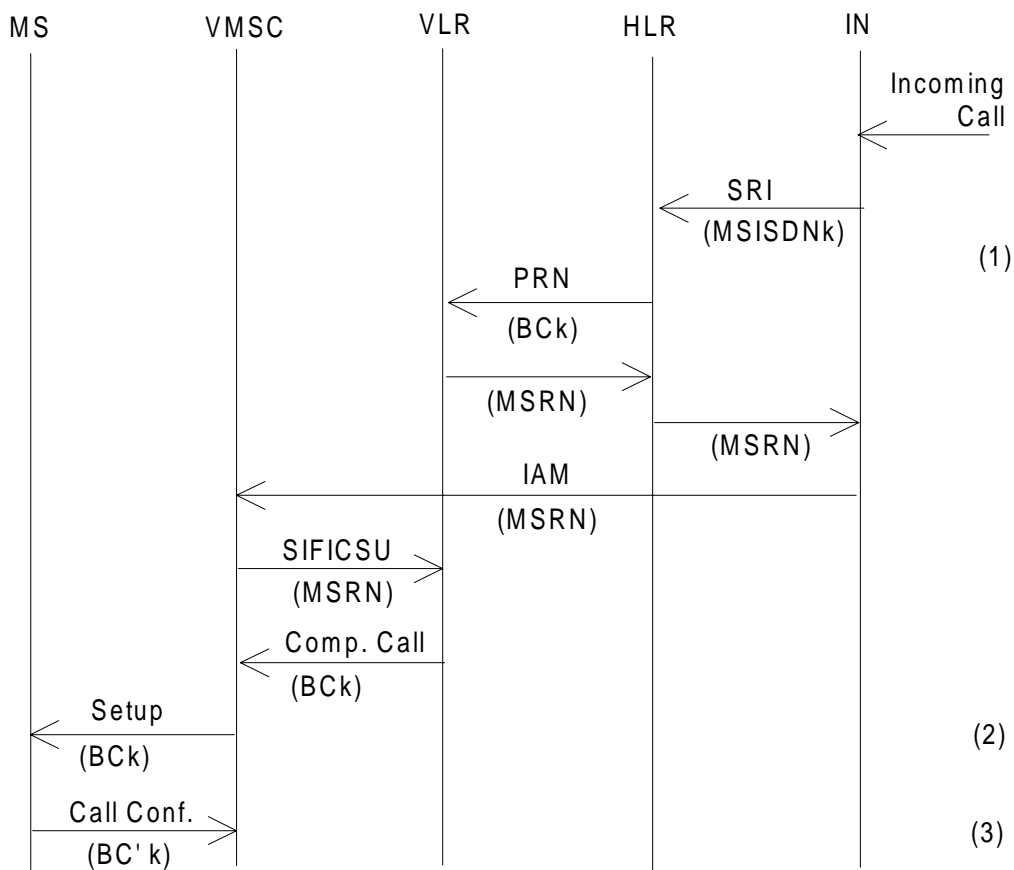 MS VMSC VLR HLR IN
Incoming
Call
SRI
(MSISDNk)
(1)
PRN
(BCk)
(MSRN)
(MSRN)
IAM
(MSRN)
SIFICSU
(MSRN)
Comp. Call
(BCk)
Setup
(2)
(BCk)
Call Conf.
(3)
(BC'k)